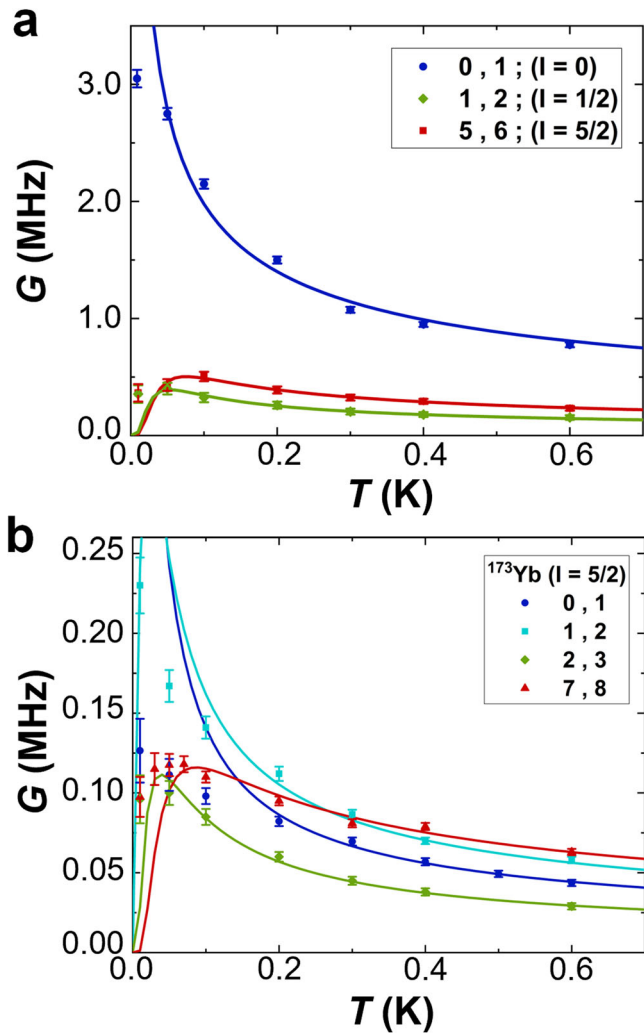 a
0 , 1 ; (I = 0)
1 , 2 ; (I = 1/2)
5 , 6 ; (I = 5/2)
3.0
2.0
1.0
0.0
G (MHz)
0.0 0.2 0.4 0.6
T (K)
b
¹⁷³Yb (I = 5/2)
0 , 1
1 , 2
2 , 3
7 , 8
0.25
0.20
0.15
0.10
0.05
0.00
G (MHz)
0.0 0.2 0.4 0.6
T (K)